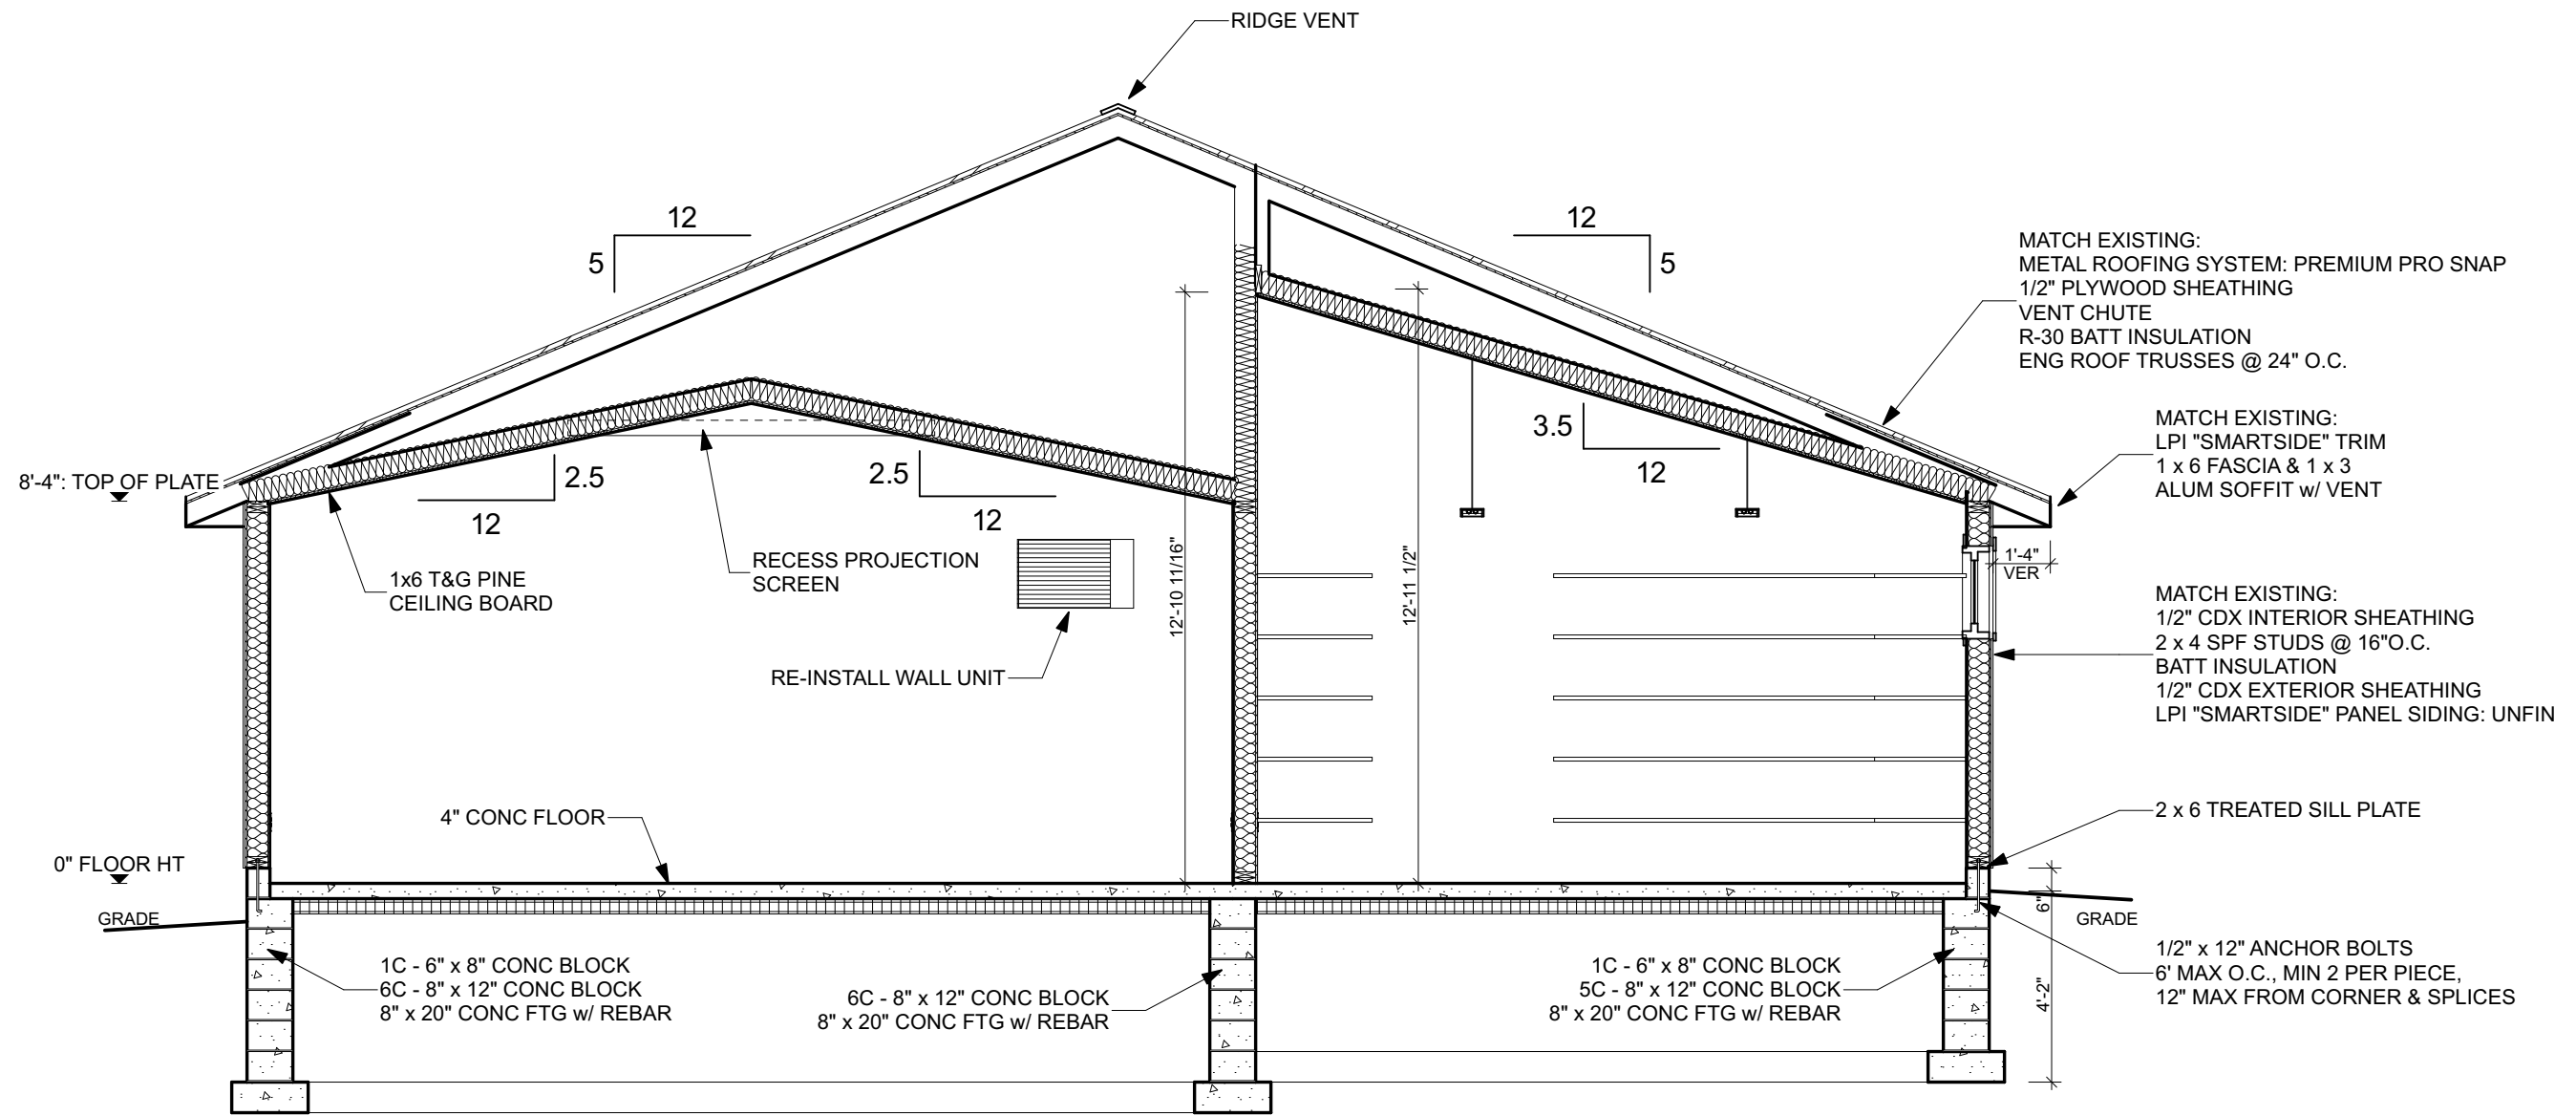 RIDGE VENT
12
5
12
5
MATCH EXISTING:
METAL ROOFING SYSTEM: PREMIUM PRO SNAP
1/2" PLYWOOD SHEATHING
VENT CHUTE
R-30 BATT INSULATION
ENG ROOF TRUSSES @ 24" O.C.
MATCH EXISTING:
LPI "SMARTSIDE" TRIM
1 x 6 FASCIA & 1 x 3
ALUM SOFFIT w/ VENT
8'-4": TOP OF PLATE
2.5
12
2.5
12
3.5
12
1x6 T&G PINE
CEILING BOARD
RECESS PROJECTION
SCREEN
RE-INSTALL WALL UNIT
12'-10 11/16"
12'-11 1/2"
1'-4"
VER
MATCH EXISTING:
1/2" CDX INTERIOR SHEATHING
2 x 4 SPF STUDS @ 16"O.C.
BATT INSULATION
1/2" CDX EXTERIOR SHEATHING
LPI "SMARTSIDE" PANEL SIDING: UNFIN
4" CONC FLOOR
2 x 6 TREATED SILL PLATE
0" FLOOR HT
GRADE
6"
GRADE
1C - 6" x 8" CONC BLOCK
6C - 8" x 12" CONC BLOCK
8" x 20" CONC FTG w/ REBAR
6C - 8" x 12" CONC BLOCK
8" x 20" CONC FTG w/ REBAR
1C - 6" x 8" CONC BLOCK
5C - 8" x 12" CONC BLOCK
8" x 20" CONC FTG w/ REBAR
4'-2"
1/2" x 12" ANCHOR BOLTS
6' MAX O.C., MIN 2 PER PIECE,
12" MAX FROM CORNER & SPLICES